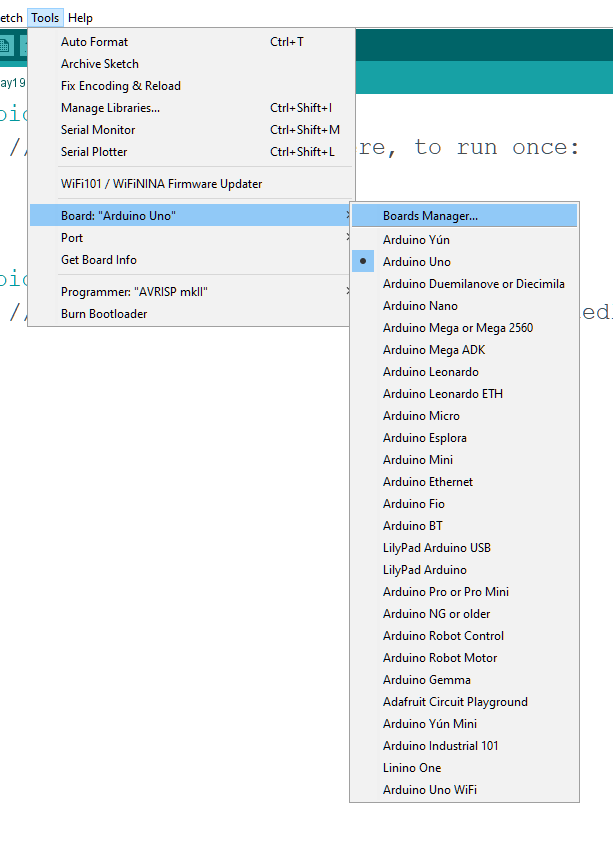 etch Tools Help
Auto Format Ctrl+T
Archive Sketch
Fix Encoding & Reload
Manage Libraries... Ctrl+Shift+I
Serial Monitor Ctrl+Shift+M
Serial Plotter Ctrl+Shift+L
WiFi101 / WiFiNINA Firmware Updater
Board: "Arduino Uno"
Port
Get Board Info
Programmer: "AVRISP mkII"
Burn Bootloader
ay19
oid
// re, to run once:
oid
// ed
Boards Manager...
Arduino Yún
Arduino Uno
Arduino Duemilanove or Diecimila
Arduino Nano
Arduino Mega or Mega 2560
Arduino Mega ADK
Arduino Leonardo
Arduino Leonardo ETH
Arduino Micro
Arduino Esplora
Arduino Mini
Arduino Ethernet
Arduino Fio
Arduino BT
LilyPad Arduino USB
LilyPad Arduino
Arduino Pro or Pro Mini
Arduino NG or older
Arduino Robot Control
Arduino Robot Motor
Arduino Gemma
Adafruit Circuit Playground
Arduino Yún Mini
Arduino Industrial 101
Linino One
Arduino Uno WiFi